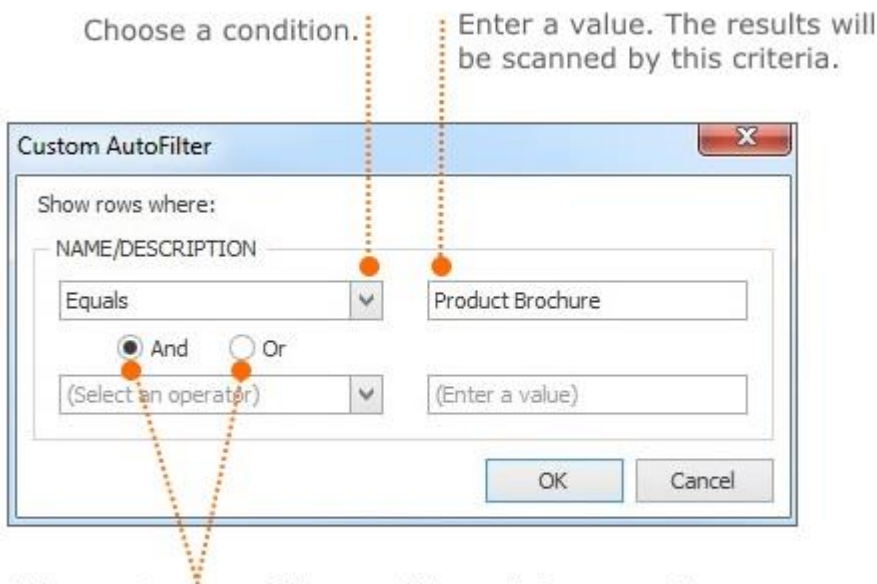 Choose a condition.
Enter a value. The results will
be scanned by this criteria.
Custom AutoFilter
Show rows where:
NAME/DESCRIPTION
Equals
Product Brochure
And Or
(Select an operator)
(Enter a value)
OK Cancel